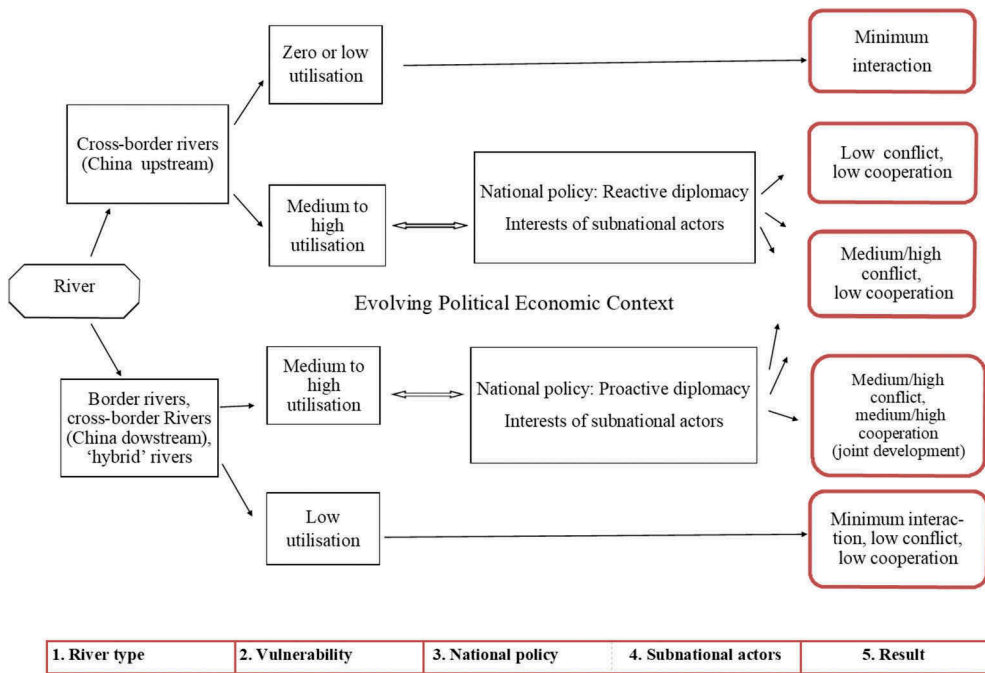 Zero or low
utilisation
Minimum
interaction
Cross-border rivers
(China upstream)
Low conflict,
low cooperation
National policy: Reactive diplomacy
Interests of subnational actors
Medium to
high
utilisation
Medium/high
conflict,
low cooperation
River
Evolving Political Economic Context
Medium to
high
utilisation
National policy: Proactive diplomacy
Interests of subnational actors
Medium/high
conflict,
medium/high
cooperation
(joint development)
Border rivers,
cross-border Rivers
(China dowstream),
‘hybrid’ rivers
Low
utilisation
Minimum interac-
tion, low conflict,
low cooperation
1. River type
2. Vulnerability
3. National policy
4. Subnational actors
5. Result